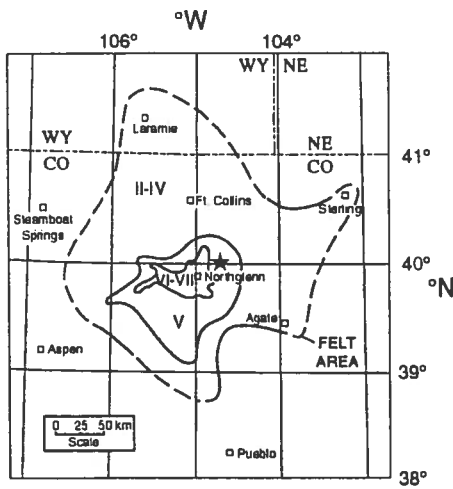 °W
106° 104°
WY NE
Laramie
WY NE
CO CO
41°
II-IV
Sterling
Ft. Collins
Steamboat
Springs
40°
VI-VII Northglenn
°N
V
Agate
FELT
AREA
Aspen
39°
0 25 50 km
Scale
Pueblo
38°